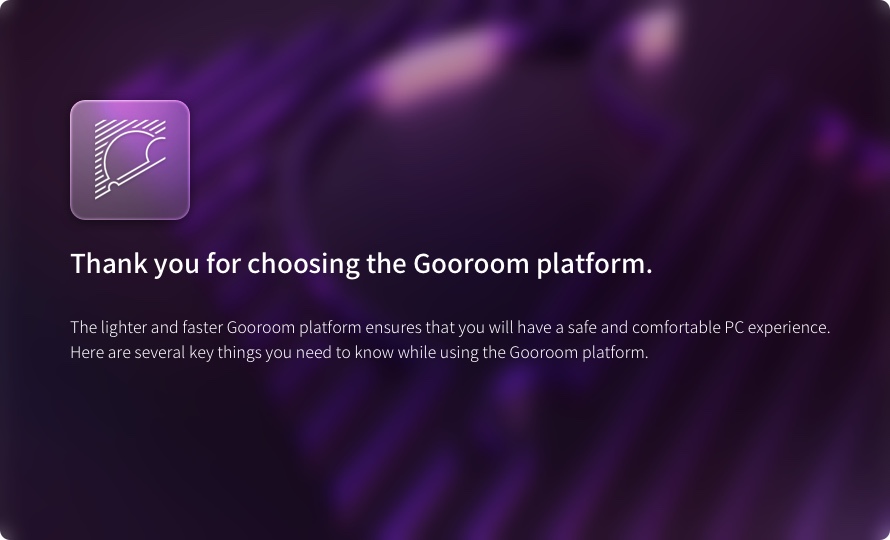 Thank you for choosing the Gooroom platform.
The lighter and faster Gooroom platform ensures that you will have a safe and comfortable PC experience.
Here are several key things you need to know while using the Gooroom platform.